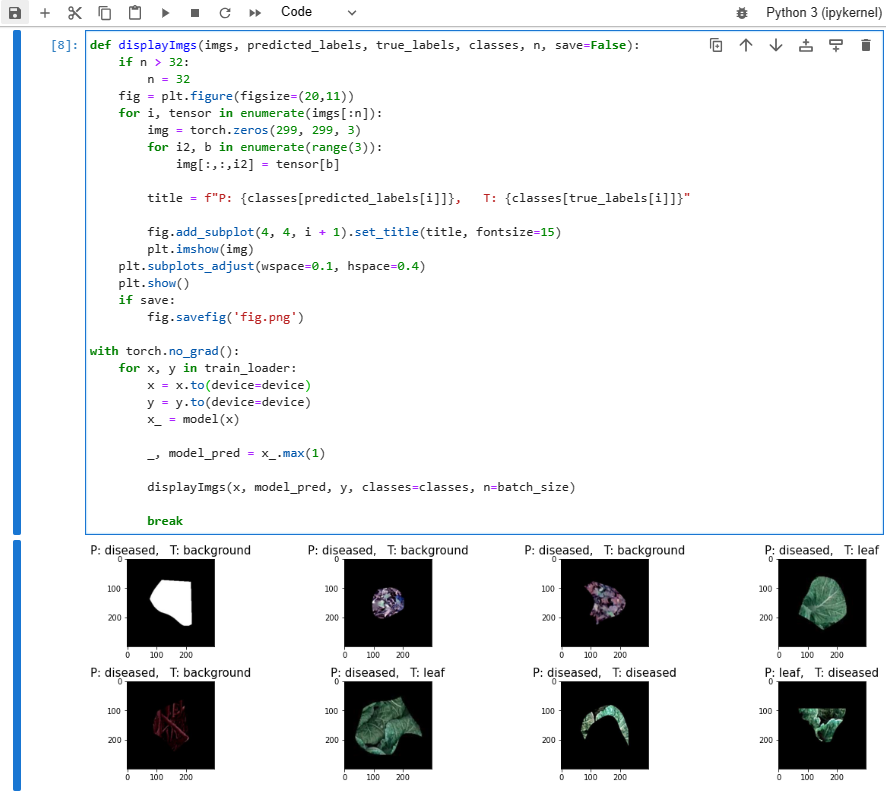 Code
Python 3 (ipykernel)
[8]: def displayImgs(imgs, predicted_labels, true_labels, classes, n, save=False):
    if n > 32:
        n = 32
    fig = plt.figure(figsize=(20,11))
    for i, tensor in enumerate(imgs[:n]):
        img = torch.zeros(299, 299, 3)
        for i2, b in enumerate(range(3)):
            img[:,:,i2] = tensor[b]
        title = f"P: {classes[predicted_labels[i]]},   T: {classes[true_labels[i]]}"
        fig.add_subplot(4, 4, i + 1).set_title(title, fontsize=15)
        plt.imshow(img)
    plt.subplots_adjust(wspace=0.1, hspace=0.4)
    plt.show()
    if save:
        fig.savefig('fig.png')
with torch.no_grad():
    for x, y in train_loader:
        x = x.to(device=device)
        y = y.to(device=device)
        x_ = model(x)
        _, model_pred = x_.max(1)
        displayImgs(x, model_pred, y, classes=classes, n=batch_size)
        break
P: diseased,   T: background
P: diseased,   T: background
P: diseased,   T: background
P: diseased,   T: leaf
0 0 0 0
100 100 100 100
200 200 200 200
0 100 200 0 100 200 0 100 200 0 100 200
P: diseased,   T: background
P: diseased,   T: leaf
P: diseased,   T: diseased
P: leaf,   T: diseased
0 0 0 0
100 100 100 100
200 200 200 200
0 100 200 0 100 200 0 100 200 0 100 200